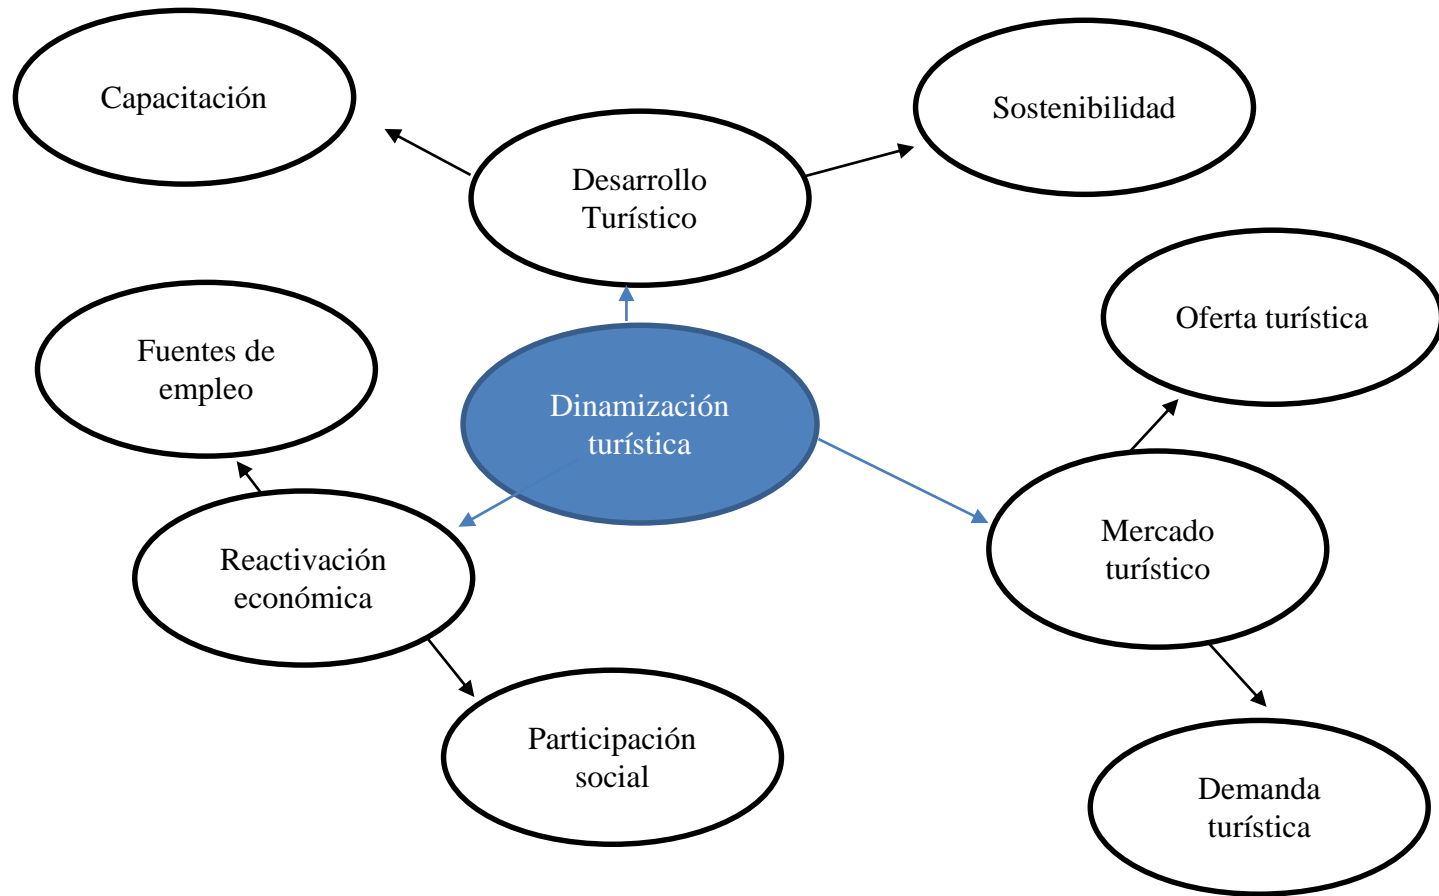 Capacitación
Sostenibilidad
Desarrollo
Turístico
Oferta turística
Fuentes de
empleo
Dinamización
turística
Mercado
turístico
Reactivación
económica
Participación
social
Demanda
turística